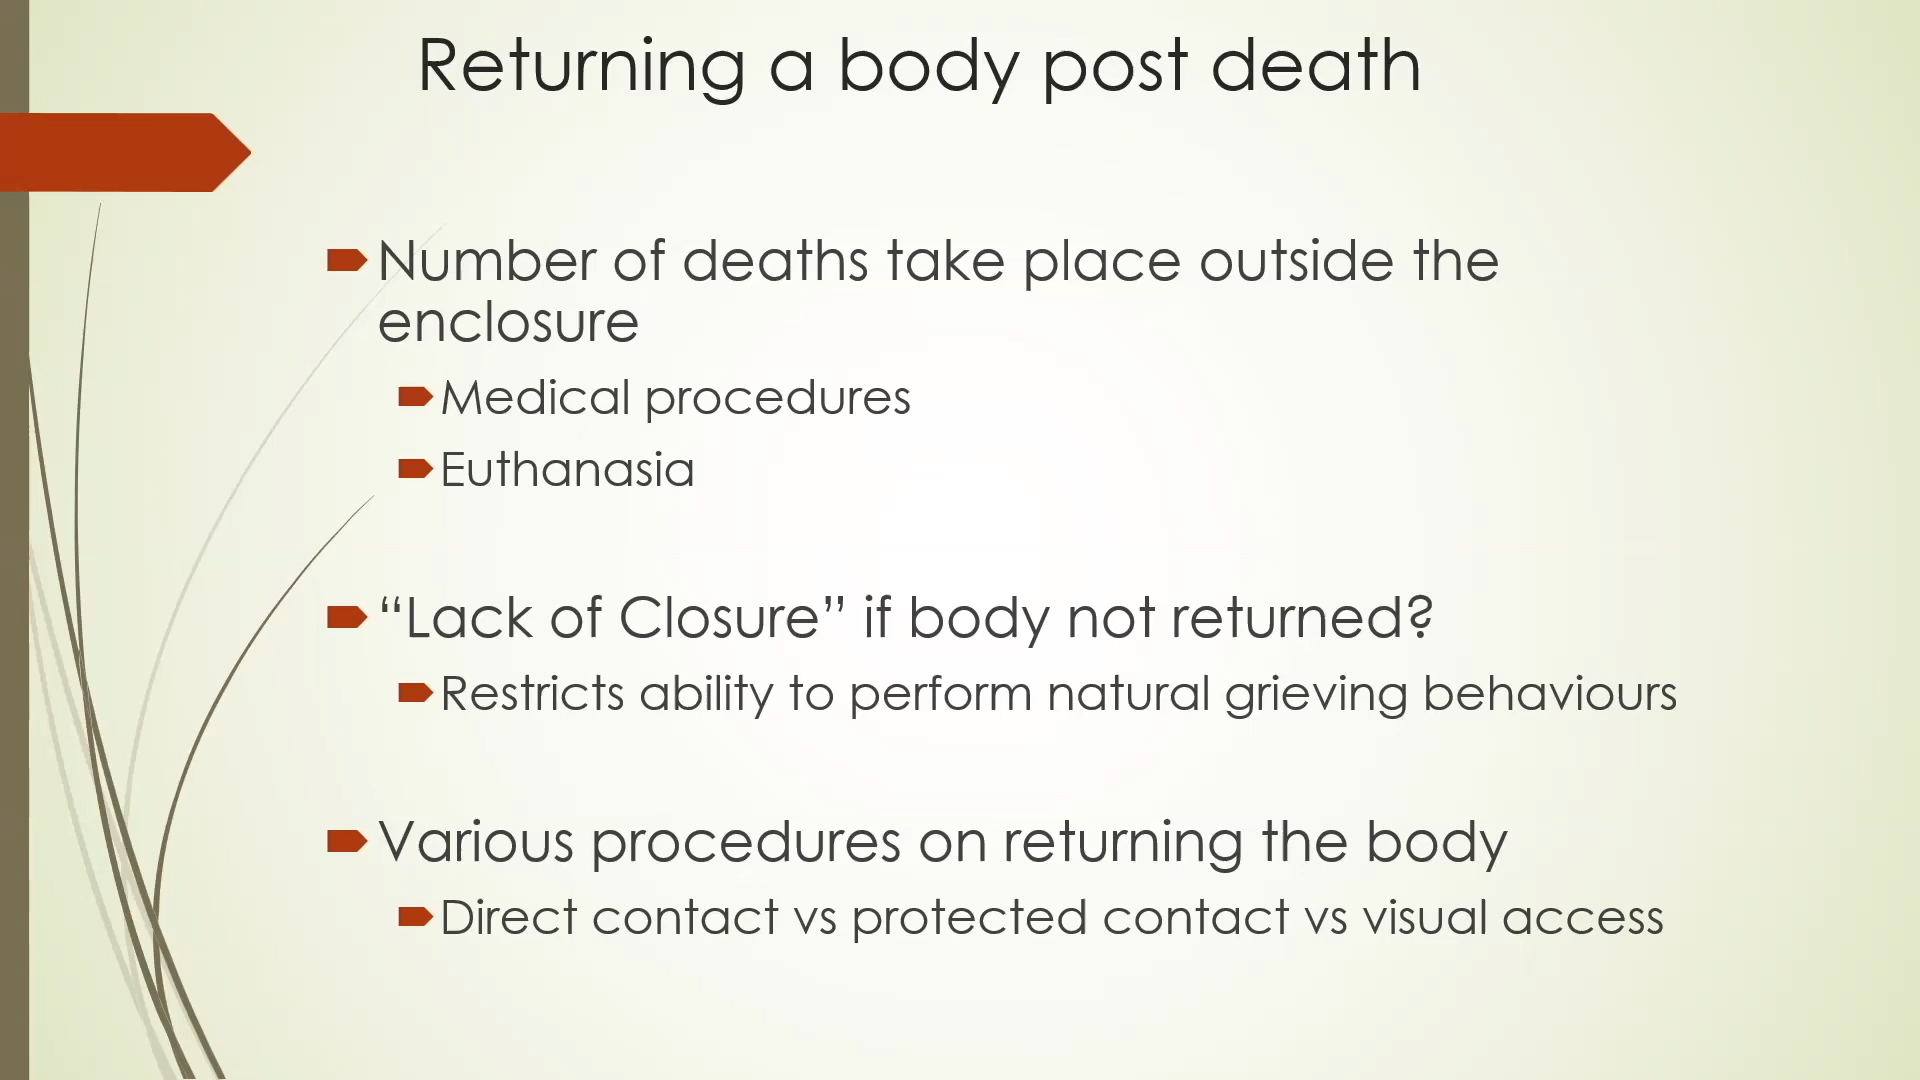 Returning a body post death
Number of deaths take place outside the
enclosure
Medical procedures
Euthanasia
“Lack of Closure” if body not returned?
Restricts ability to perform natural grieving behaviours
Various procedures on returning the body
Direct contact vs protected contact vs visual access